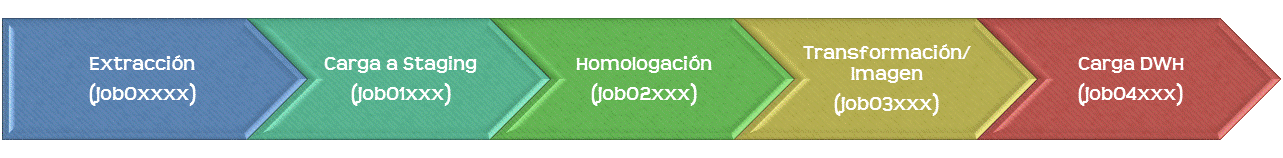 Extracción
(job0xxxx)
Carga a Staging
(job01xxx)
Homologación
(job02xxx)
Transformación/
Imagen
(job03xxx)
Carga DWH
(job04xxx)